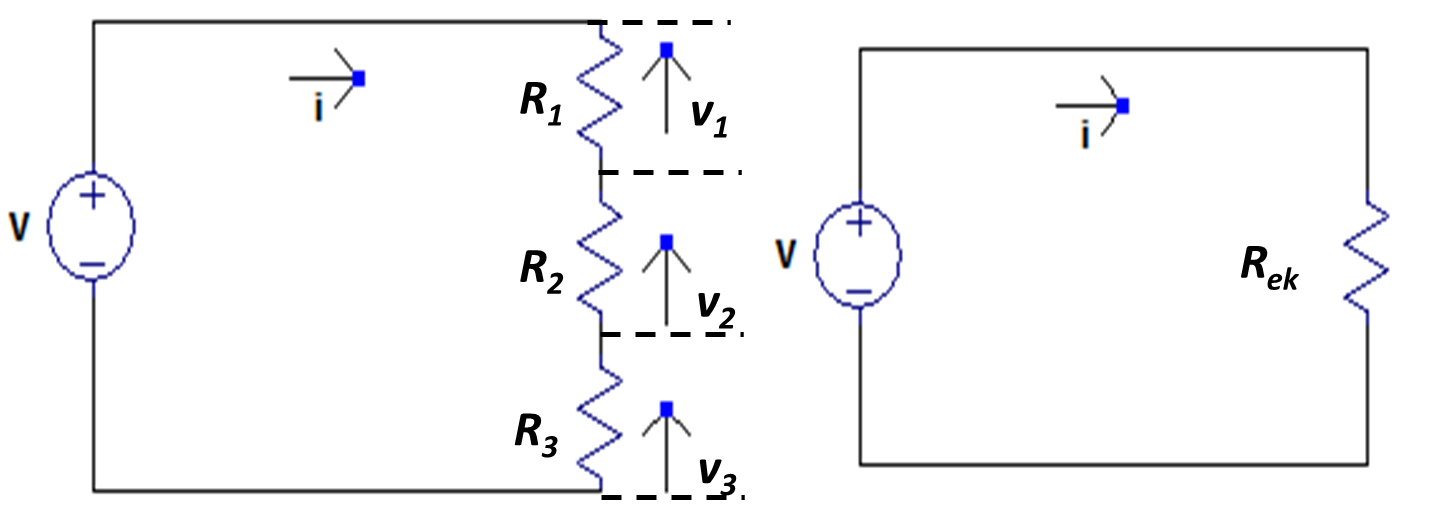 i
R1
v1
V
+
−
R2
v2
R3
v3
i
V
+
−
Rek